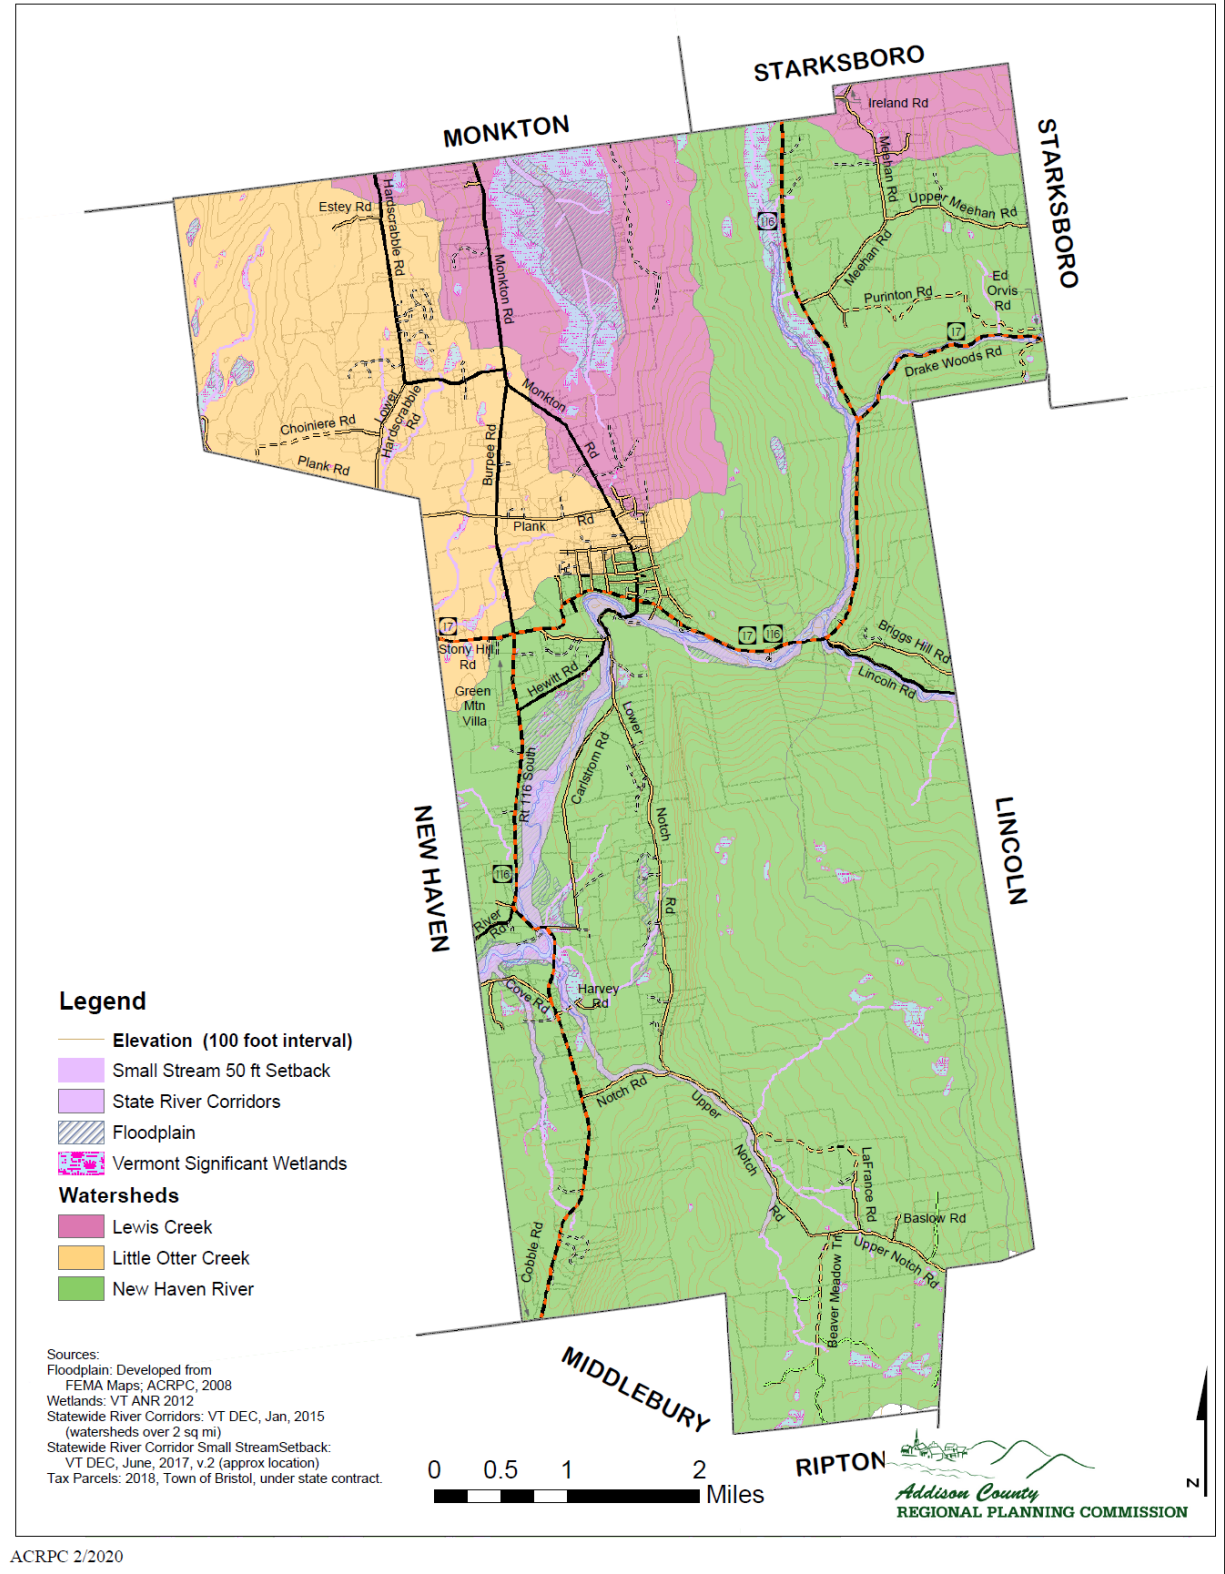 STARKSBORO
MONKTON
Ireland Rd
STARKSBORO
Meehan Rd
Hardscrabble Rd
Estey Rd
Upper Meehan Rd
116
Meehan Rd
Monkton Rd
Ed
Orvis
Rd
Purinton Rd
17
Drake Woods Rd
Monkton
Rd
Lower
Hardscrabble
Rd
Choiniere Rd
Burpee Rd
Plank Rd
Plank
Rd
17
17
116
Briggs Hill Rd
Stony Hill
Rd
Hewitt Rd
Lincoln Rd
Green
Mtn
Villa
Lower
Carlstrom Rd
Rt 116 South
Notch
Rd
NEW HAVEN
LINCOLN
116
River
Rd
Cove Rd
Harvey
Rd
Notch Rd
Upper
Notch
Rd
LaFrance Rd
Baslow Rd
Upper Notch Rd
Beaver Meadow Trl
Cobble Rd
Legend
Elevation (100 foot interval)
Small Stream 50 ft Setback
State River Corridors
Floodplain
Vermont Significant Wetlands
Watersheds
Lewis Creek
Little Otter Creek
New Haven River
MIDDLEBURY
RIPTON
Sources:
Floodplain: Developed from
FEMA Maps; ACRPC, 2008
Wetlands: VT ANR 2012
Statewide River Corridors: VT DEC, Jan, 2015
(watersheds over 2 sq mi)
Statewide River Corridor Small StreamSetback:
VT DEC, June, 2017, v.2 (approx location)
Tax Parcels: 2018, Town of Bristol, under state contract.
0 0.5 1 2
Miles
N
Addison County
REGIONAL PLANNING COMMISSION
ACRPC 2/2020